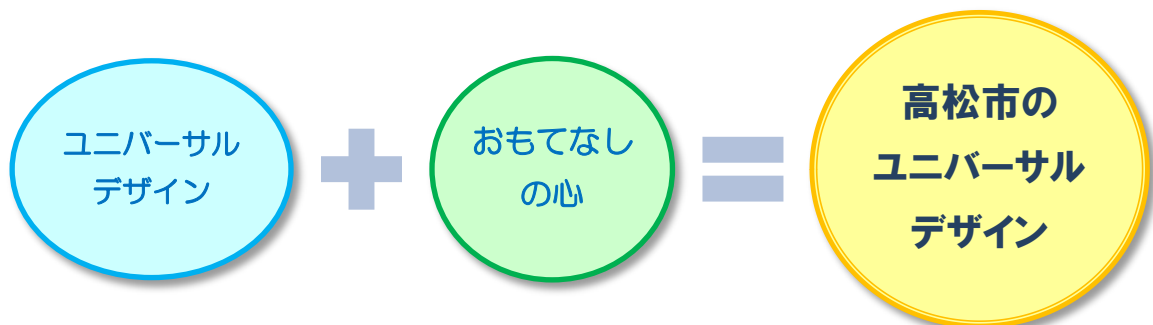 ユニバーサル
デザイン
おもてなし
の心
高松市の
ユニバーサル
デザイン